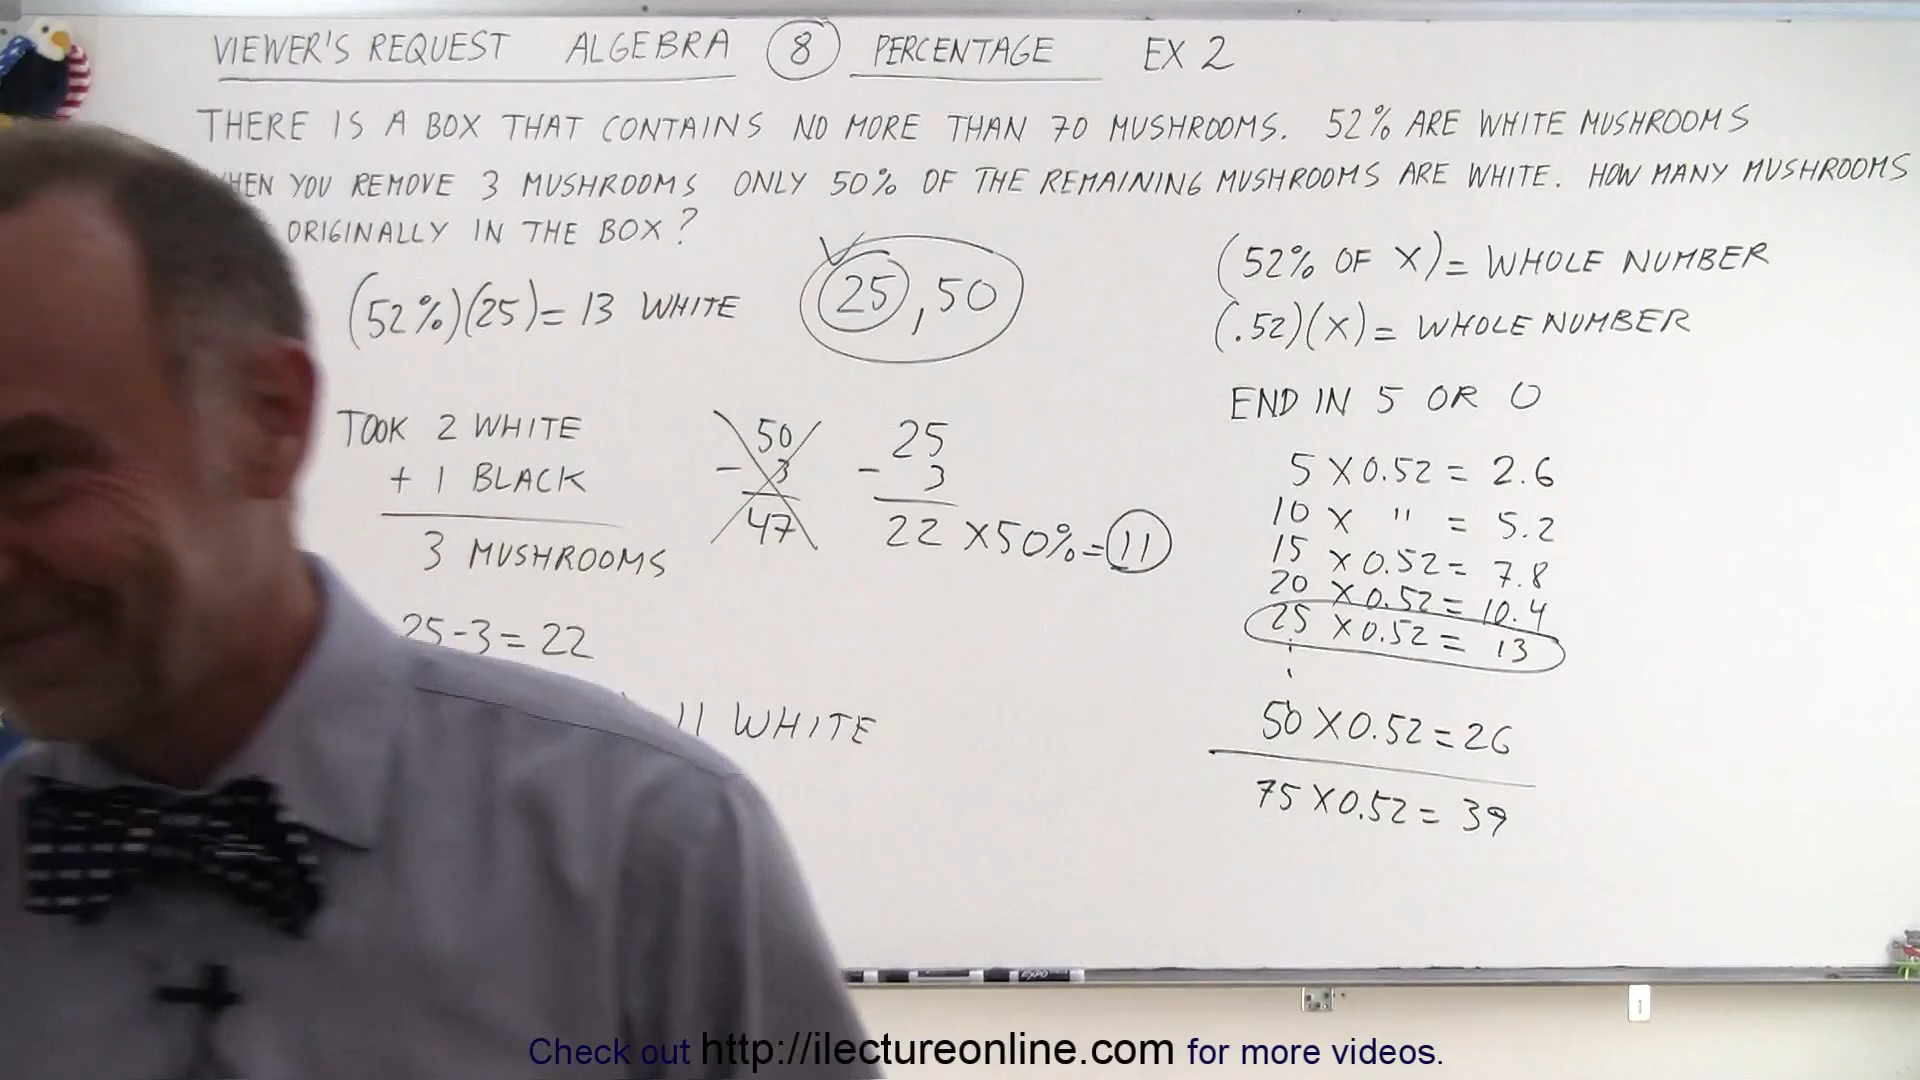 VIEWER'S REQUEST ALGEBRA 8 PERCENTAGE EX 2
THERE IS A BOX THAT CONTAINS NO MORE THAN 70 MUSHROOMS. 52% ARE WHITE MUSHROOMS
WHEN YOU REMOVE 3 MUSHROOMS ONLY 50% OF THE REMAINING MUSHROOMS ARE WHITE. HOW MANY MUSHROOMS
ORIGINALLY IN THE BOX?
(52%)(25) = 13 WHITE
25, 50
TOOK 2 WHITE
+ 1 BLACK
3 MUSHROOMS
25-3 = 22
11 WHITE
50
- 3
47
25
- 3
22 X 50% = 11
(52% OF X) = WHOLE NUMBER
(.52)(X) = WHOLE NUMBER
END IN 5 OR 0
5 X 0.52 = 2.6
10 X " = 5.2
15 X 0.52 = 7.8
20 X 0.52 = 10.4
25 X 0.52 = 13
50 X 0.52 = 26
75 X 0.52 = 39
EXPO
Check out http://ilectureonline.com for more videos.